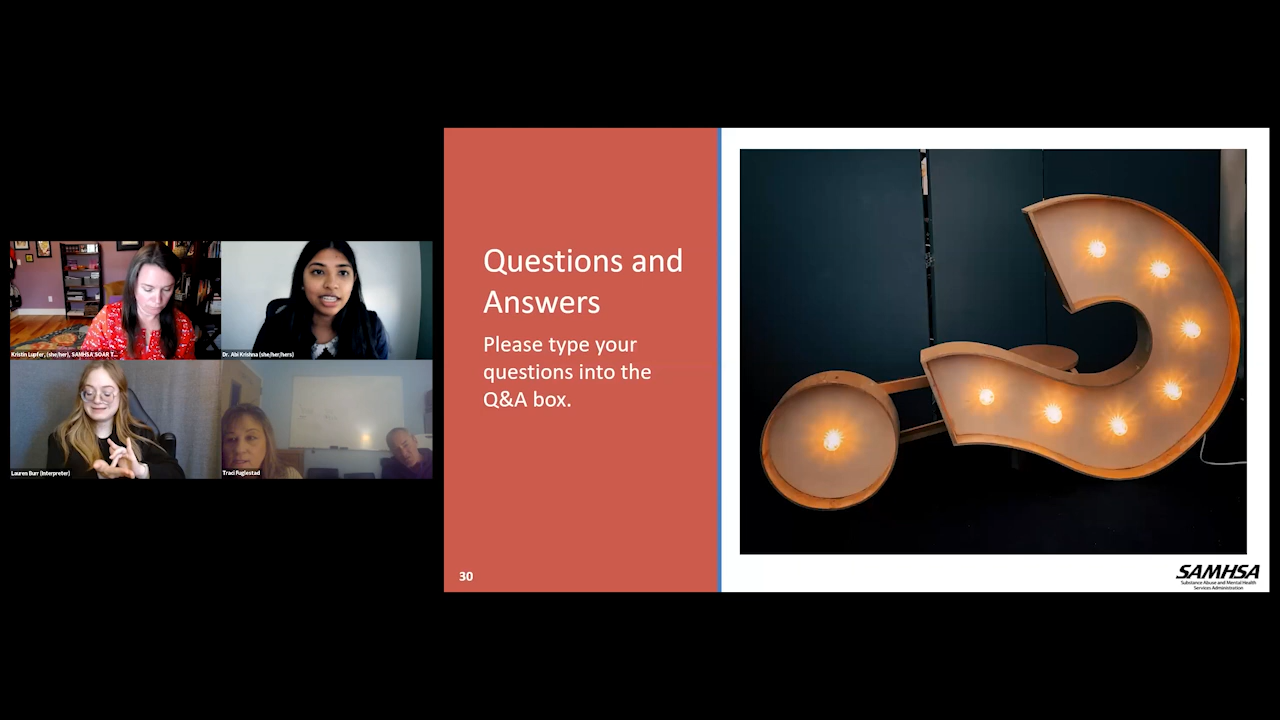 Kristin Lupfer, (she/her), SAMHSA SOAR T...
Dr. Abi Krishna (she/her/hers)
Lauren Burr (Interpreter)
Traci Fuglestad
Questions and
Answers
Please type your
questions into the
Q&A box.
30
SAMHSA
Substance Abuse and Mental Health
Services Administration